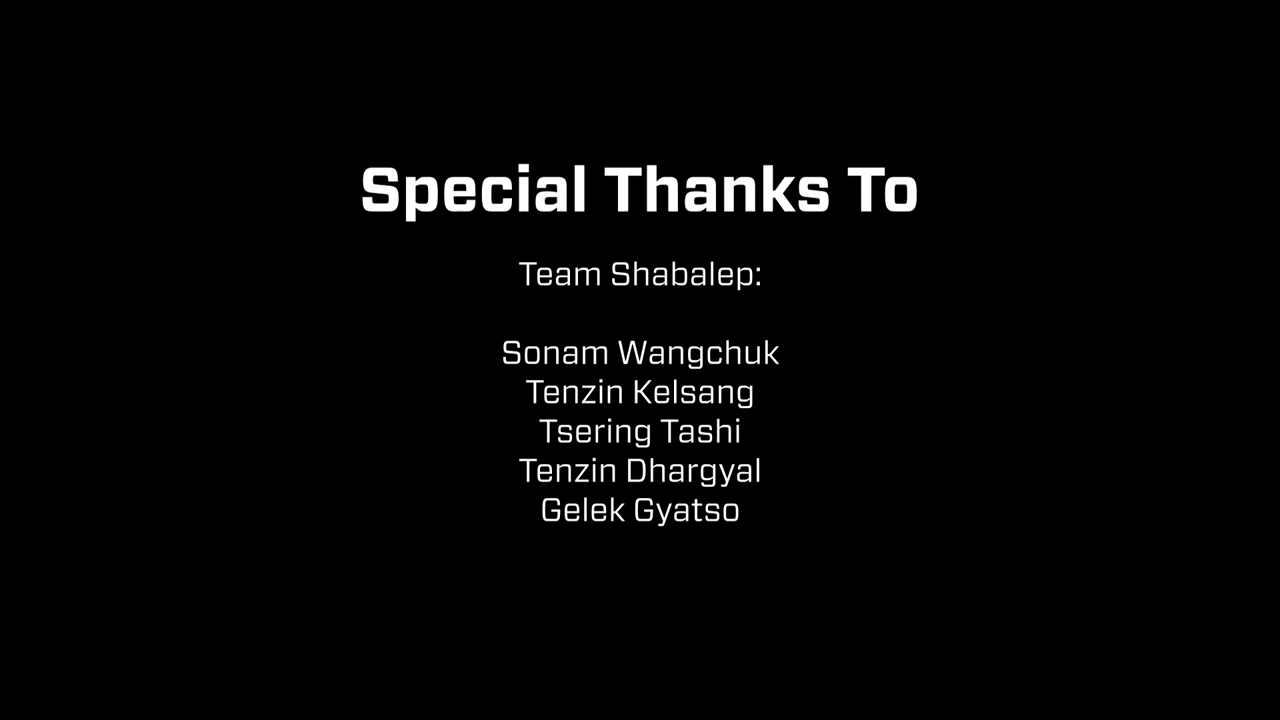 Special Thanks To
Team Shabalep:
Sonam Wangchuk
Tenzin Kelsang
Tsering Tashi
Tenzin Dhargyal
Gelek Gyatso